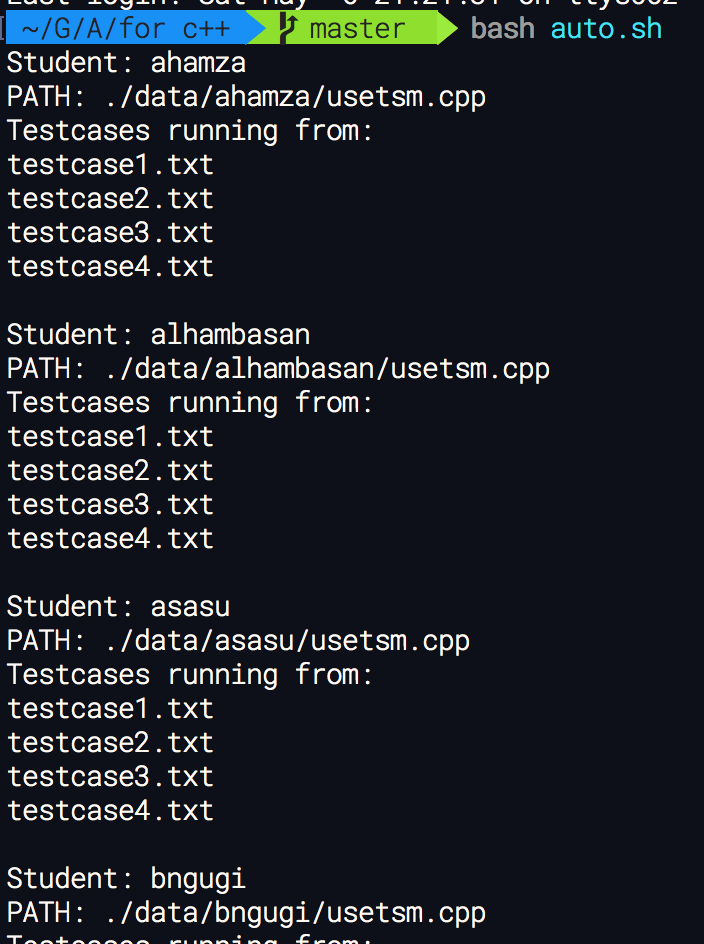 ~/G/A/for c++ master bash auto.sh
Student: ahamza
PATH: ./data/ahamza/usetsm.cpp
Testcases running from:
testcase1.txt
testcase2.txt
testcase3.txt
testcase4.txt
Student: alhambasan
PATH: ./data/alhambasan/usetsm.cpp
Testcases running from:
testcase1.txt
testcase2.txt
testcase3.txt
testcase4.txt
Student: asasu
PATH: ./data/asasu/usetsm.cpp
Testcases running from:
testcase1.txt
testcase2.txt
testcase3.txt
testcase4.txt
Student: bngugi
PATH: ./data/bngugi/usetsm.cpp
Testcases running from: